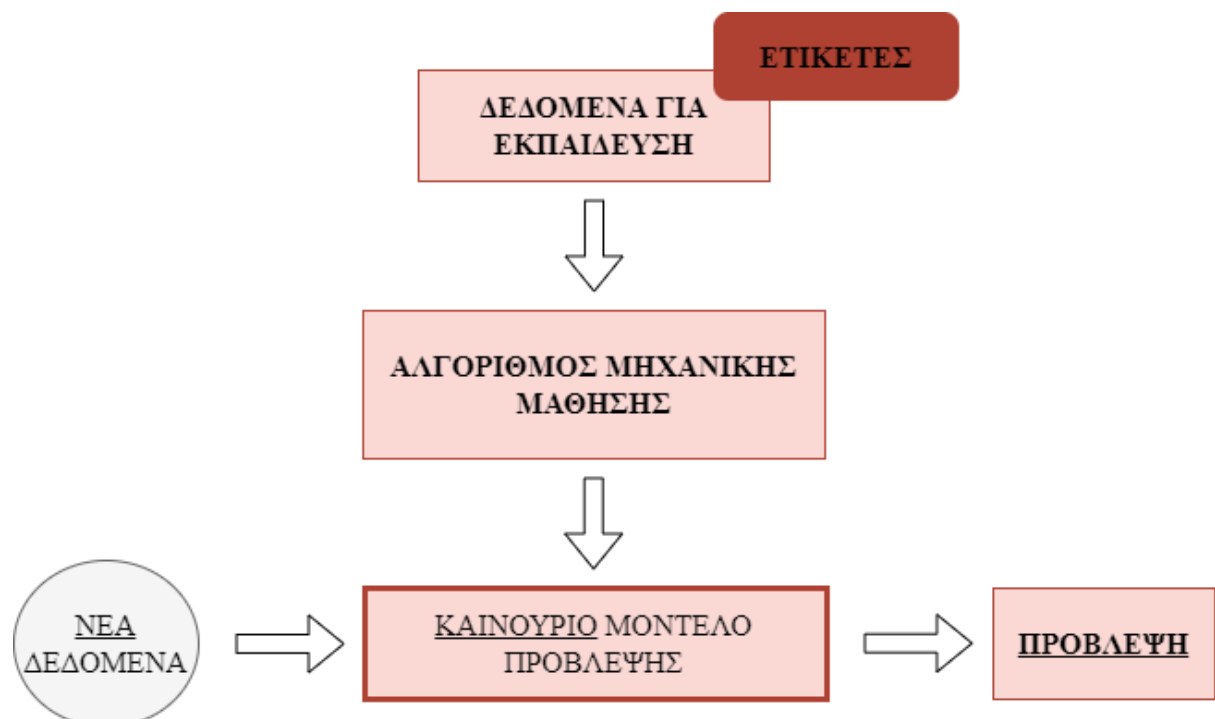 ΕΤΙΚΕΤΕΣ
ΔΕΔΟΜΕΝΑ ΓΙΑ
ΕΚΠΑΙΔΕΥΣΗ
ΑΛΓΟΡΙΘΜΟΣ ΜΗΧΑΝΙΚΗΣ
ΜΑΘΗΣΗΣ
ΝΕΑ
ΔΕΔΟΜΕΝΑ
ΚΑΙΝΟΥΡΙΟ ΜΟΝΤΕΛΟ
ΠΡΟΒΛΕΨΗΣ
ΠΡΟΒΛΕΨΗ